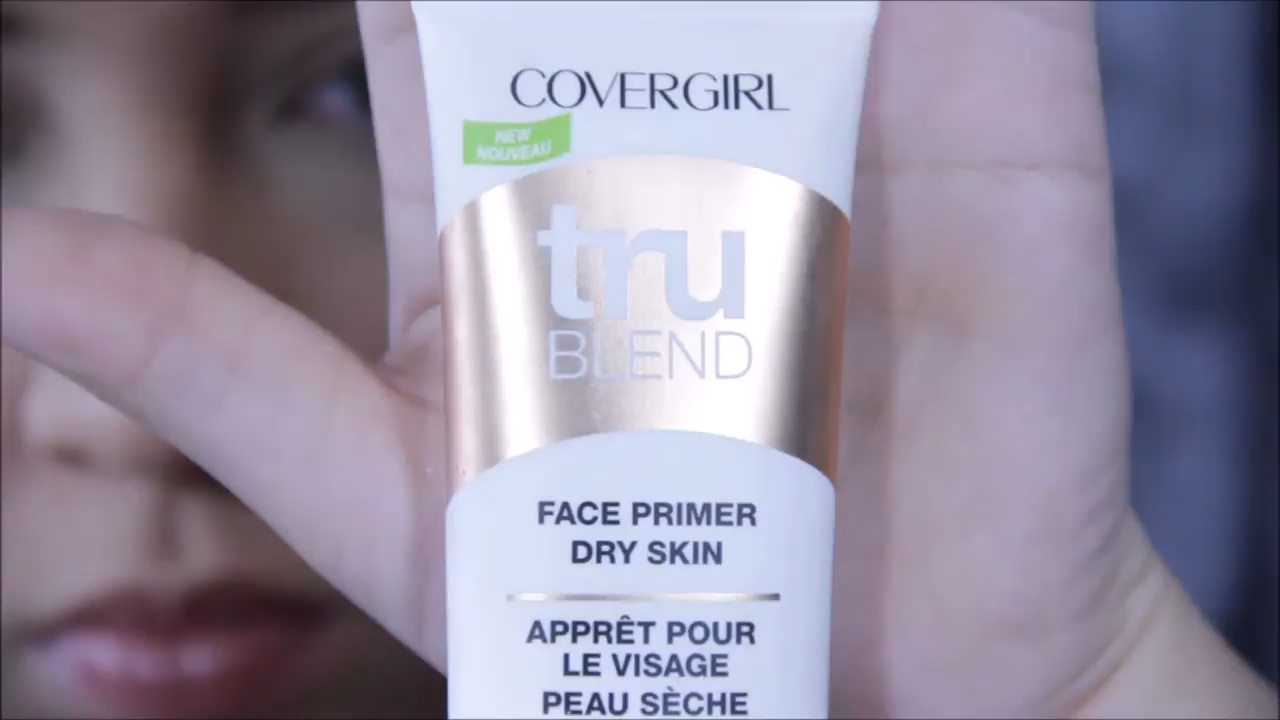 COVERGIRL
NEW
NOUVEAU
tru
BLEND
FACE PRIMER
DRY SKIN
APPRÊT POUR
LE VISAGE
PEAU SÈCHE